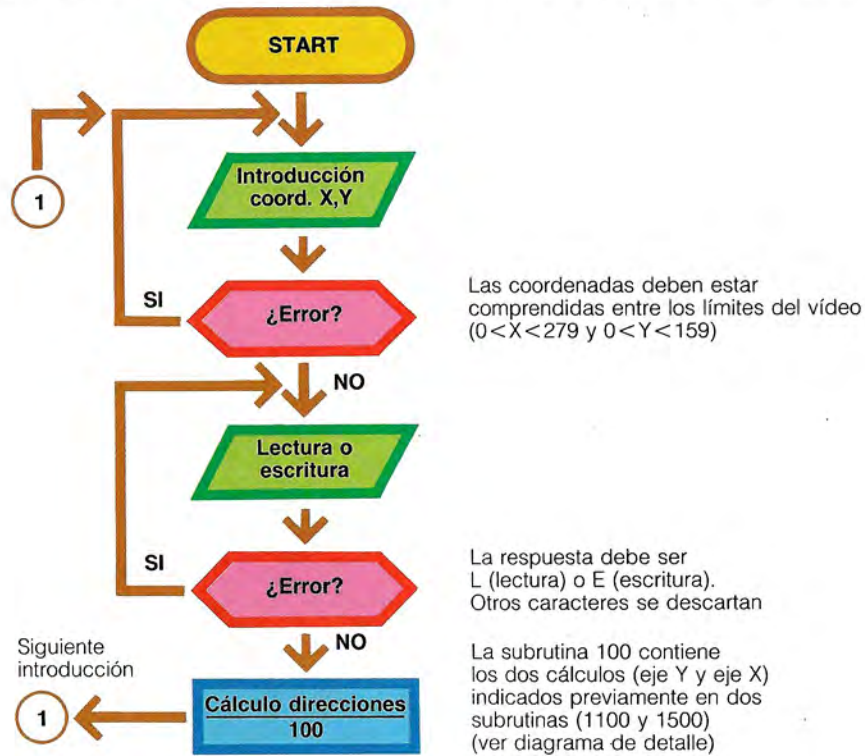 START
1
Introducción
coord. X,Y
SI
¿Error?
Las coordenadas deben estar
comprendidas entre los límites del vídeo
(0<X<279 y 0<Y<159)
NO
Lectura o
escritura
SI
¿Error?
La respuesta debe ser
L (lectura) o E (escritura).
Otros caracteres se descartan
NO
Siguiente
introducción
1
Cálculo direcciones
100
La subrutina 100 contiene
los dos cálculos (eje Y y eje X)
indicados previamente en dos
subrutinas (1100 y 1500)
(ver diagrama de detalle)